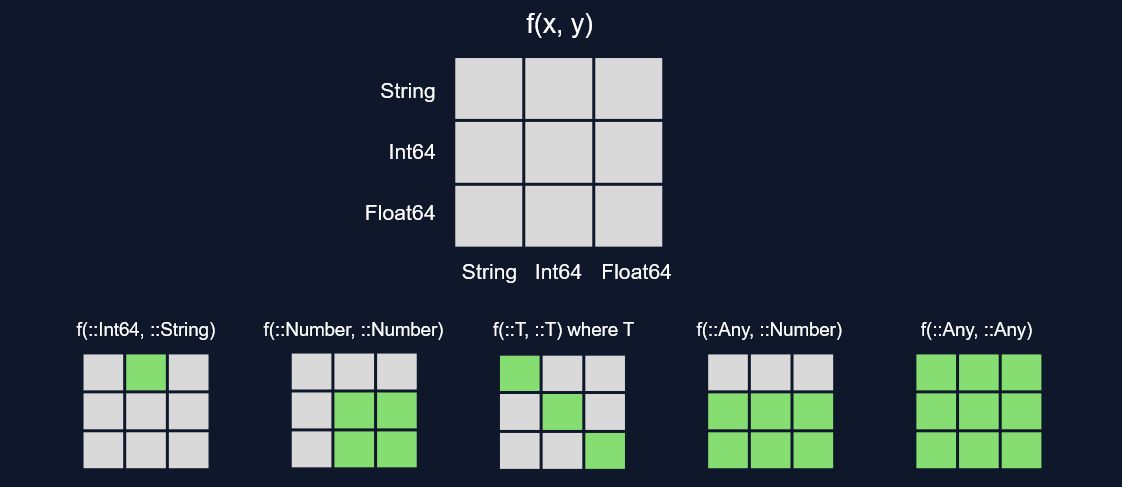 f(x, y)
String
Int64
Float64
String Int64 Float64
f(::Int64, ::String)
f(::Number, ::Number)
f(::T, ::T) where T
f(::Any, ::Number)
f(::Any, ::Any)